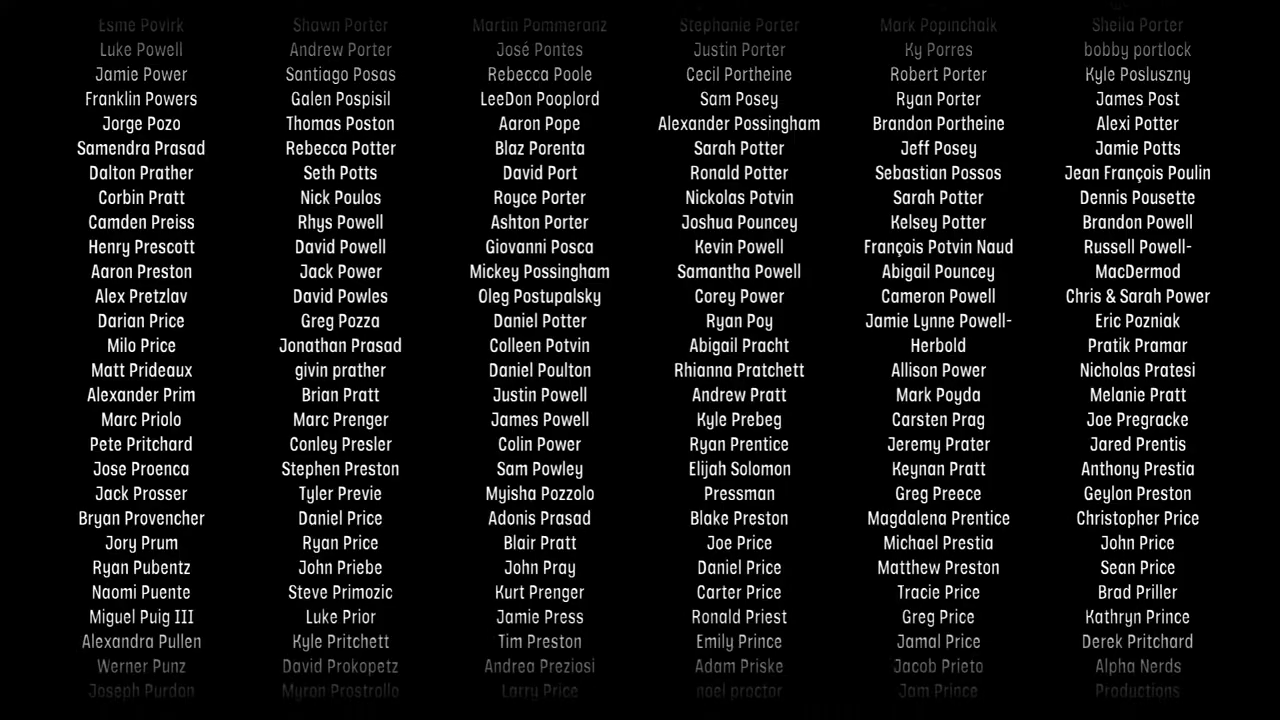 Esme Povirk
Shawn Porter
Martin Pommeranz
Stephanie Porter
Mark Popinchalk
Sheila Porter
Luke Powell
Andrew Porter
José Pontes
Justin Porter
Ky Porres
bobby portlock
Jamie Power
Santiago Posas
Rebecca Poole
Cecil Portheine
Robert Porter
Kyle Posluszny
Franklin Powers
Galen Pospisil
LeeDon Pooplord
Sam Posey
Ryan Porter
James Post
Jorge Pozo
Thomas Poston
Aaron Pope
Alexander Possingham
Brandon Portheine
Alexi Potter
Samendra Prasad
Rebecca Potter
Blaz Porenta
Sarah Potter
Jeff Posey
Jamie Potts
Dalton Prather
Seth Potts
David Port
Ronald Potter
Sebastian Possos
Jean François Poulin
Corbin Pratt
Nick Poulos
Royce Porter
Nickolas Potvin
Sarah Potter
Dennis Pousette
Camden Preiss
Rhys Powell
Ashton Porter
Joshua Pouncey
Kelsey Potter
Brandon Powell
Henry Prescott
David Powell
Giovanni Posca
Kevin Powell
François Potvin Naud
Russell Powell-
Aaron Preston
Jack Power
Mickey Possingham
Samantha Powell
Abigail Pouncey
MacDermod
Alex Pretzlav
David Powles
Oleg Postupalsky
Corey Power
Cameron Powell
Chris & Sarah Power
Darian Price
Greg Pozza
Daniel Potter
Ryan Poy
Jamie Lynne Powell-
Eric Pozniak
Milo Price
Jonathan Prasad
Colleen Potvin
Abigail Pracht
Herbold
Pratik Pramar
Matt Prideaux
givin prather
Daniel Poulton
Rhianna Pratchett
Allison Power
Nicholas Pratesi
Alexander Prim
Brian Pratt
Justin Powell
Andrew Pratt
Mark Poyda
Melanie Pratt
Marc Priolo
Marc Prenger
James Powell
Kyle Prebeg
Carsten Prag
Joe Pregracke
Pete Pritchard
Conley Presler
Colin Power
Ryan Prentice
Jeremy Prater
Jared Prentis
Jose Proenca
Stephen Preston
Sam Powley
Elijah Solomon
Keynan Pratt
Anthony Prestia
Jack Prosser
Tyler Previe
Myisha Pozzolo
Pressman
Greg Preece
Geylon Preston
Bryan Provencher
Daniel Price
Adonis Prasad
Blake Preston
Magdalena Prentice
Christopher Price
Jory Prum
Ryan Price
Blair Pratt
Joe Price
Michael Prestia
John Price
Ryan Pubentz
John Priebe
John Pray
Daniel Price
Matthew Preston
Sean Price
Naomi Puente
Steve Primozic
Kurt Prenger
Carter Price
Tracie Price
Brad Priller
Miguel Puig III
Luke Prior
Jamie Press
Ronald Priest
Greg Price
Kathryn Prince
Alexandra Pullen
Kyle Pritchett
Tim Preston
Emily Prince
Jamal Price
Derek Pritchard
Werner Punz
David Prokopetz
Andrea Preziosi
Adam Priske
Jacob Prieto
Alpha Nerds
Joseph Purdon
Myron Prostrollo
Larry Price
noel proctor
Jam Prince
Productions